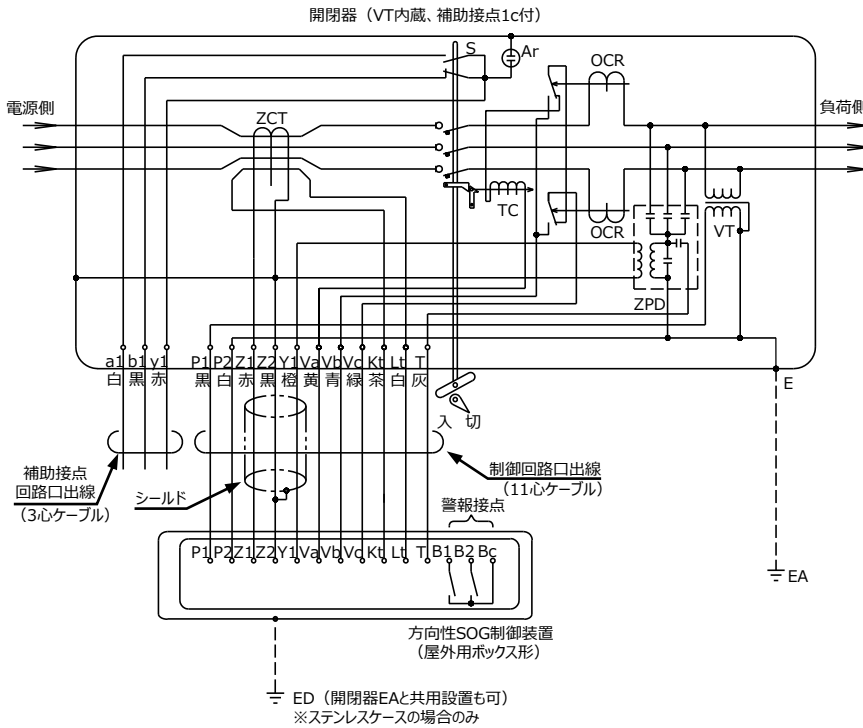 開閉器（VT内蔵、補助接点1c付）
S
Ar
OCR
電源側
負荷側
ZCT
TC
OCR
VT
ZPD
a1 b1 y1 P1 P2 Z1 Z2 Y1 Va Vb Vc Kt Lt T
白 黒 赤 黒 白 赤 黒 橙 黄 青 緑 茶 白 灰
E
入 切
補助接点
回路口出線
（3心ケーブル）
シールド
制御回路口出線
（11心ケーブル）
警報接点
P1 P2 Z1 Z2 Y1 Va Vb Vc Kt Lt T B1 B2 Bc
EA
方向性SOG制御装置
（屋外用ボックス形）
ED（開閉器EAと共用設置も可）
※ステンレスケースの場合のみ